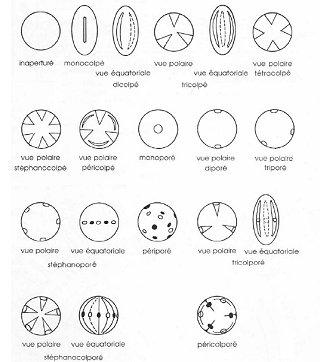 inaperturé monocolpé vue équatoriale vue polaire vue équatoriale vue polaire
dicolpé tricolpé tétracolpé
vue polaire vue polaire monoporé vue polaire vue polaire
stéphanocolpé péricolpé diporé triporé
vue polaire vue équatoriale périporé vue polaire vue équatoriale
stéphanoporé tricolporé
vue polaire vue équatoriale péricolporé
stéphanocolporé